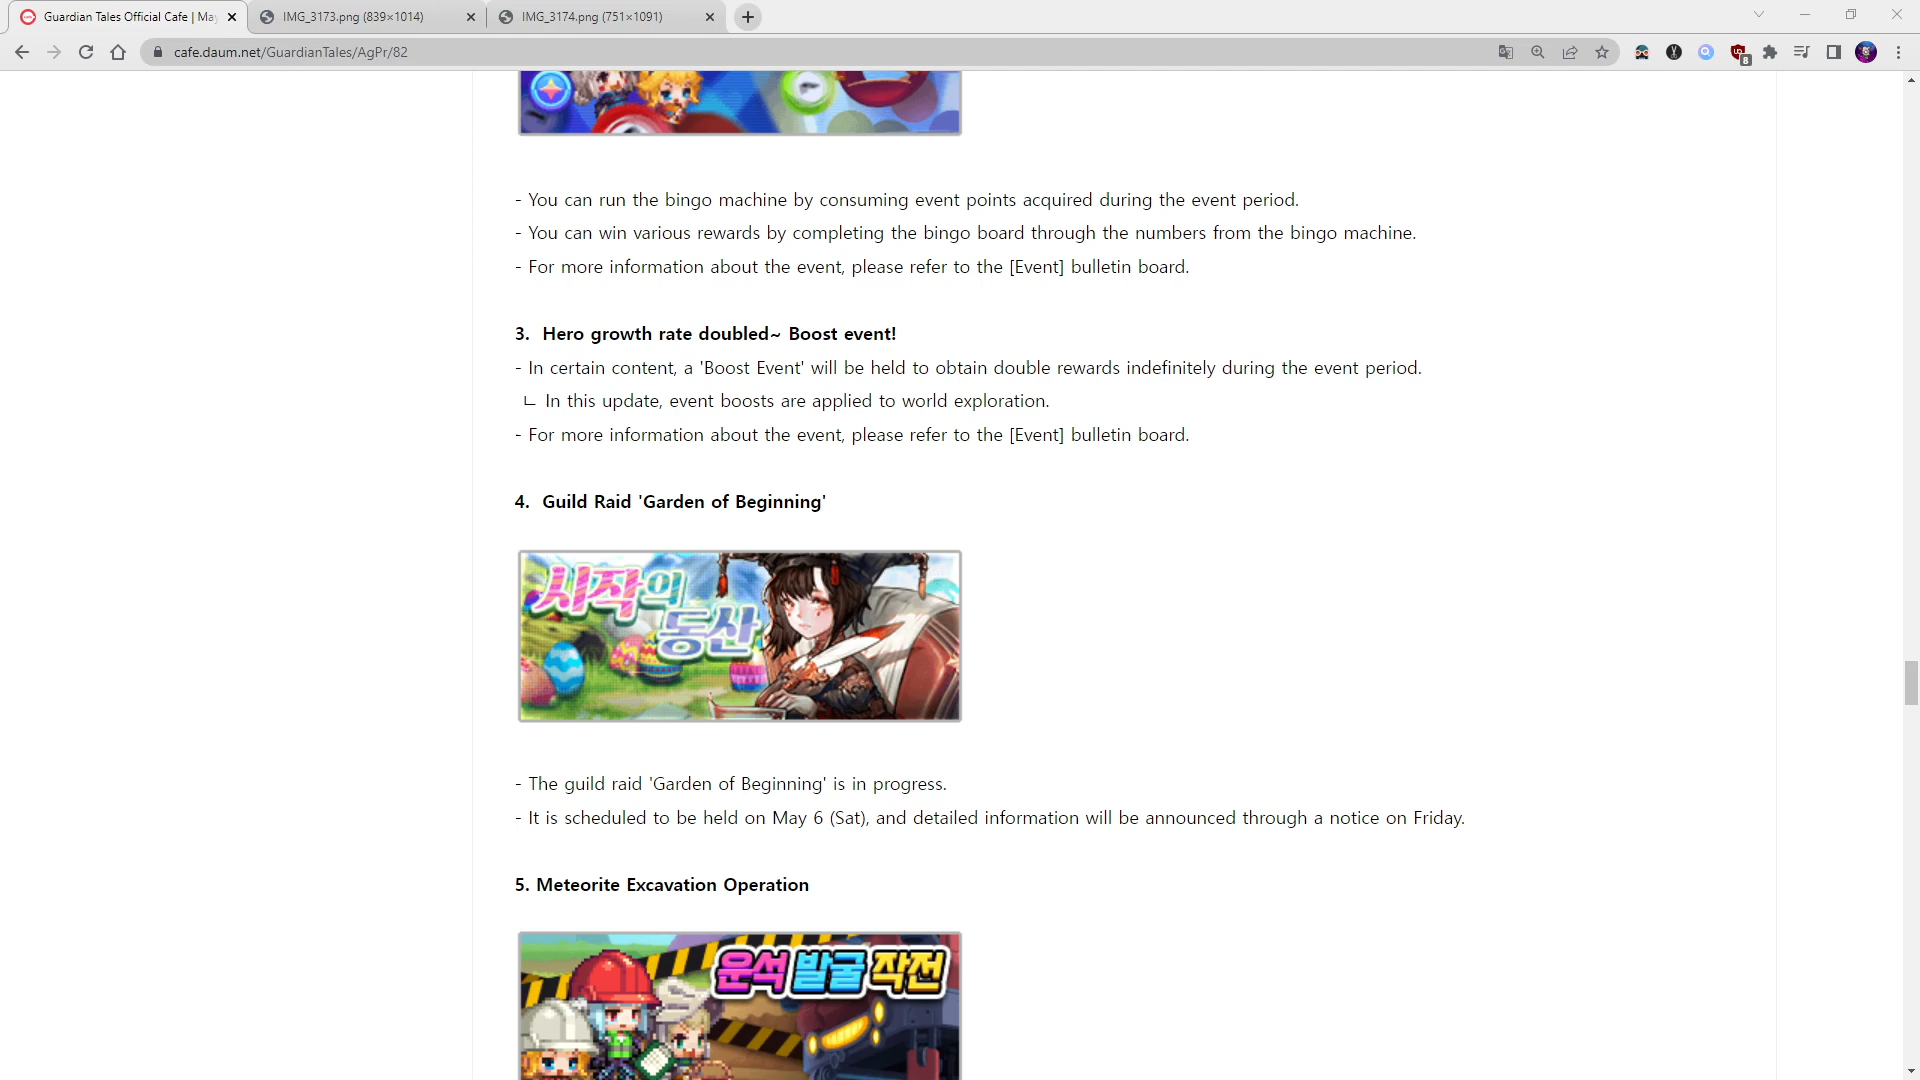 Guardian Tales Official Cafe | May
IMG_3173.png (839×1014)
IMG_3174.png (751×1091)
cafe.daum.net/GuardianTales/AgPr/82
8
- You can run the bingo machine by consuming event points acquired during the event period.
- You can win various rewards by completing the bingo board through the numbers from the bingo machine.
- For more information about the event, please refer to the [Event] bulletin board.
3. Hero growth rate doubled~ Boost event!
- In certain content, a 'Boost Event' will be held to obtain double rewards indefinitely during the event period.
ㄴ In this update, event boosts are applied to world exploration.
- For more information about the event, please refer to the [Event] bulletin board.
4. Guild Raid 'Garden of Beginning'
시작의
동산
- The guild raid 'Garden of Beginning' is in progress.
- It is scheduled to be held on May 6 (Sat), and detailed information will be announced through a notice on Friday.
5. Meteorite Excavation Operation
운석 발굴 작전